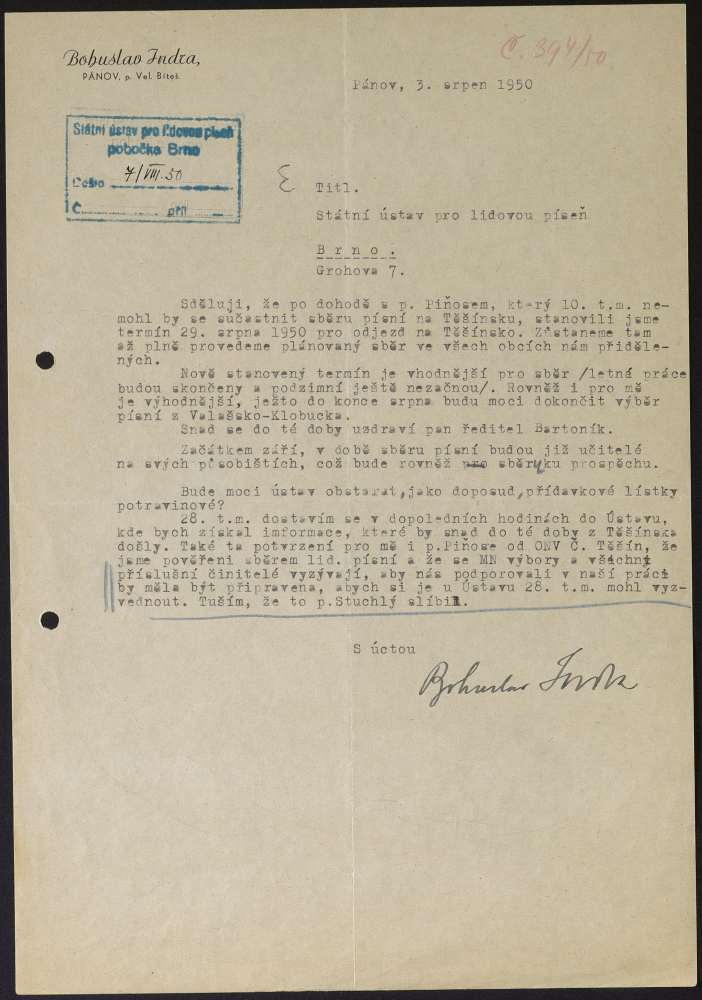 Bohuslav Indra,
PÁNOV, p. Vel. Bíteš.
Č. 394/50.
Pánov, 3. srpen 1950
Státní ústav pro lidovou píseň
pobočka Brno
Došlo 7/VIII. 50
Č. příl.
Titl.
Státní ústav pro lidovou píseň
Brno.
Grohova 7.
Sděluji, že po dohodě s p. Piňosem, který 10. t.m. ne-
mohl by se súčastnit sběru písní na Těšínsku, stanovili jsme
termín 29. srpna 1950 pro odjezd na Těšínsko. Zůstaneme tam
až plně provedeme plánovaný sběr ve všech obcích nám přiděle-
ných.
Nově stanovený termín je vhodnější pro sběr /letná práce
budou skončeny a podzimní ještě nezačnou/. Rovněž i pro mě
je výhodnější, ježto do konce srpna budu moci dokončit výběr
písní z Valašsko-Klobucka.
Snad se do té doby uzdraví pan ředitel Bartoník.
Začátkem září, v době sběru písní budou již učitelé
na svých působištích, což bude rovněž pro sběryku prospěchu.
Bude moci ústav obstarat,jako doposud,přídavkové lístky
potravinové?
28. t.m. dostavím se v dopoledních hodinách do Ústavu,
kde bych získal imformace, které by snad do té doby z Těšínska
došly. Také ta potvrzení pro mě i p.Piňose od ONV Č. Těšín, že
jsme pověřeni sběrem lid. písní a že se MN výbory a všichni
příslušní činitelé vyzývají, aby nás podporovali v naší práci
by měla být připravena, abych si je u Ústavu 28. t.m. mohl vyz-
vednout. Tuším, že to p.Stuchlý slíbil.
S úctou
Bohuslav Indra